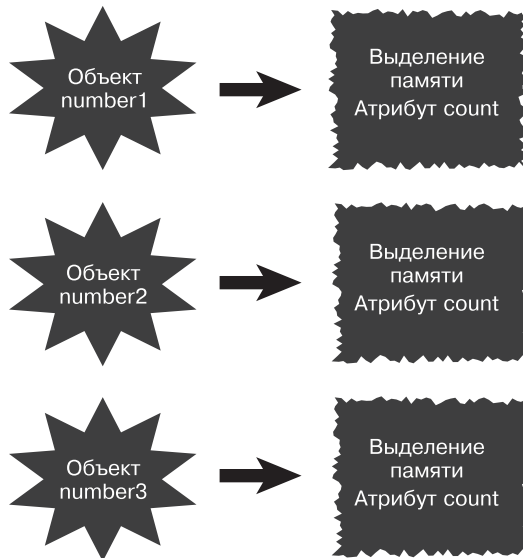 Объект
number1
Выделение
памяти
Атрибут count
Объект
number2
Выделение
памяти
Атрибут count
Объект
number3
Выделение
памяти
Атрибут count